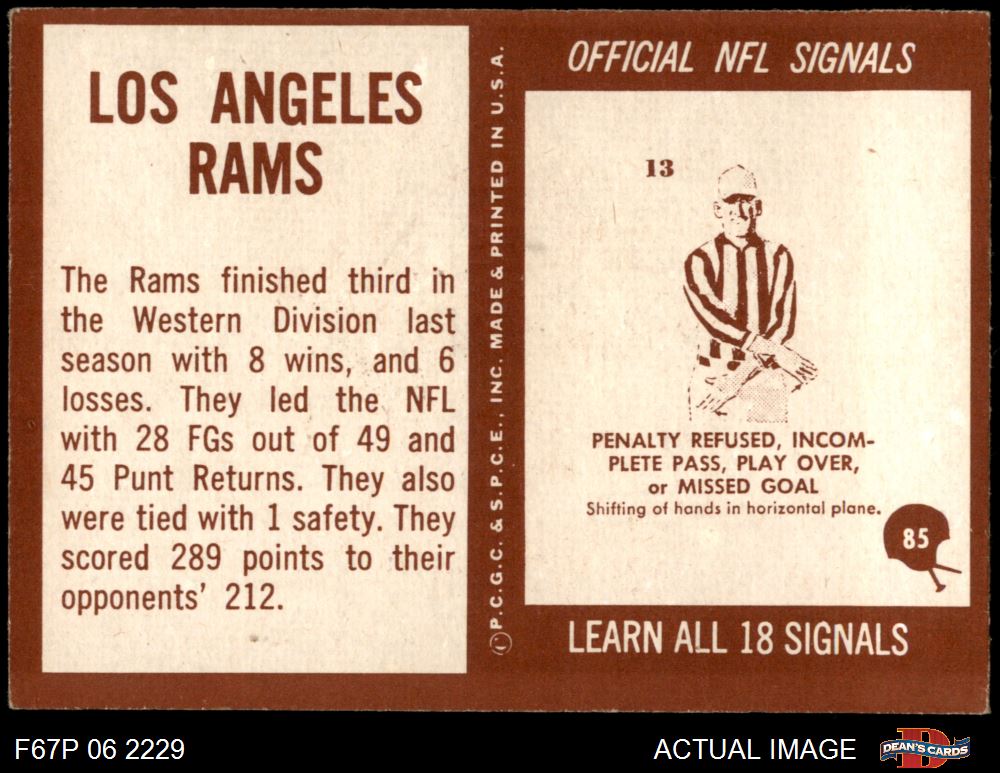 LOS ANGELES
RAMS
The Rams finished third in
the Western Division last
season with 8 wins, and 6
losses. They led the NFL
with 28 FGs out of 49 and
45 Punt Returns. They also
were tied with 1 safety. They
scored 289 points to their
opponents' 212.
©P.C.G.C. & S.P.C.E., INC. MADE & PRINTED IN U.S.A.
OFFICIAL NFL SIGNALS
13
PENALTY REFUSED, INCOM-
PLETE PASS, PLAY OVER,
or MISSED GOAL
Shifting of hands in horizontal plane.
85
LEARN ALL 18 SIGNALS
F67P 06 2229
ACTUAL IMAGE
DEAN'S CARDS